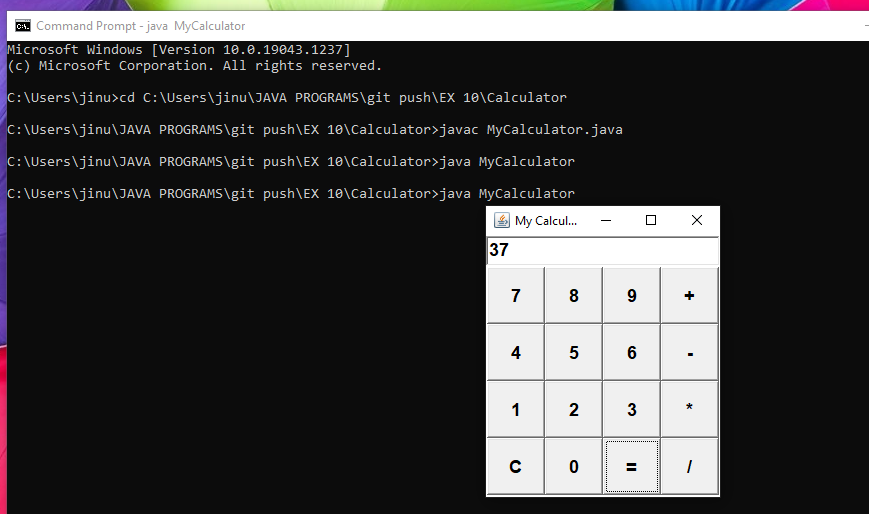 Command Prompt - java  MyCalculator
Microsoft Windows [Version 10.0.19043.1237]
(c) Microsoft Corporation. All rights reserved.
C:\Users\jinu>cd C:\Users\jinu\JAVA PROGRAMS\git push\EX 10\Calculator
C:\Users\jinu\JAVA PROGRAMS\git push\EX 10\Calculator>javac MyCalculator.java
C:\Users\jinu\JAVA PROGRAMS\git push\EX 10\Calculator>java MyCalculator
C:\Users\jinu\JAVA PROGRAMS\git push\EX 10\Calculator>java MyCalculator
My Calcul...
37
7 8 9 +
4 5 6 -
1 2 3 *
C 0 = /